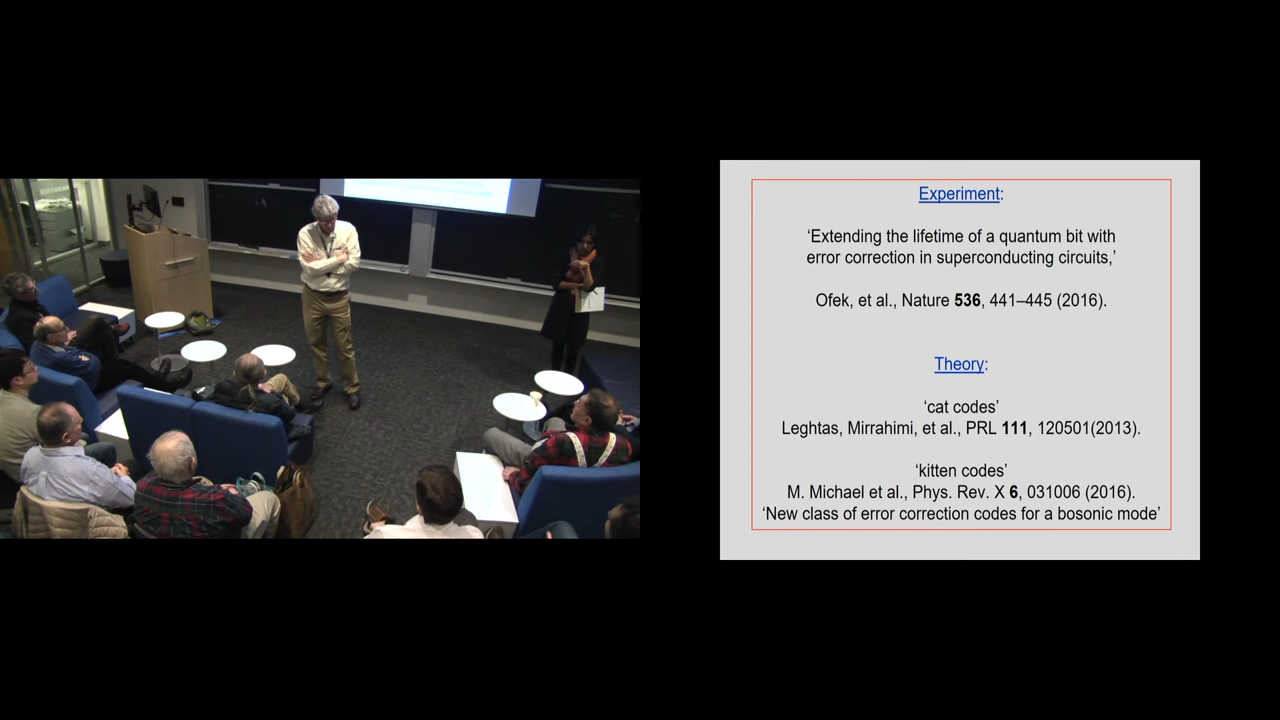 Experiment:
‘Extending the lifetime of a quantum bit with
error correction in superconducting circuits,’
Ofek, et al., Nature 536, 441–445 (2016).
Theory:
‘cat codes’
Leghtas, Mirrahimi, et al., PRL 111, 120501(2013).
‘kitten codes’
M. Michael et al., Phys. Rev. X 6, 031006 (2016).
‘New class of error correction codes for a bosonic mode’